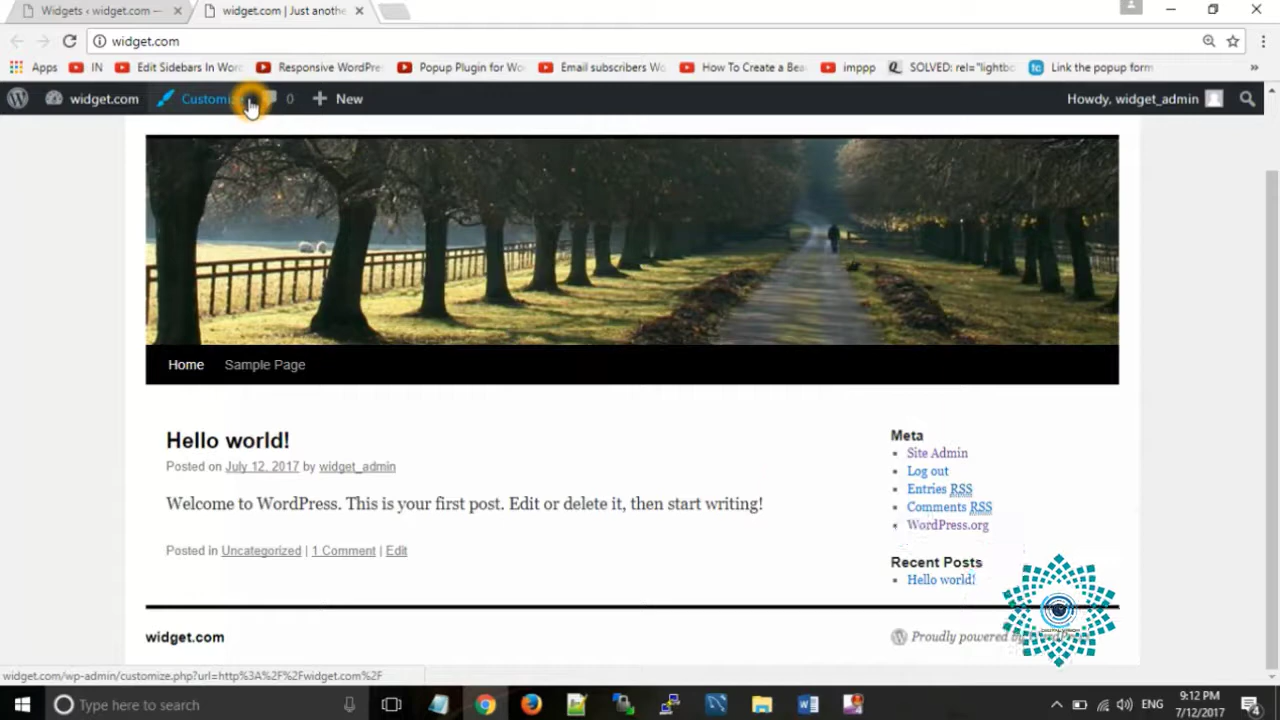 Widgets ‹ widget.com —
widget.com | Just anothe
widget.com
Apps IN Edit Sidebars In Wor Responsive WordPre Popup Plugin for Wo Email subscribers Wo How To Create a Bea imppp SOLVED: rel="lightb Link the popup form »
widget.com Customize 0 New Howdy, widget_admin
Home Sample Page
Hello world!
Posted on July 12, 2017 by widget_admin
Welcome to WordPress. This is your first post. Edit or delete it, then start writing!
Posted in Uncategorized | 1 Comment | Edit
Meta
Site Admin
Log out
Entries RSS
Comments RSS
WordPress.org
Recent Posts
Hello world!
widget.com
Proudly powered by
widget.com/wp-admin/customize.php?url=http%3A%2F%2Fwidget.com%2F
Type here to search
ENG
9:12 PM
7/12/2017
4